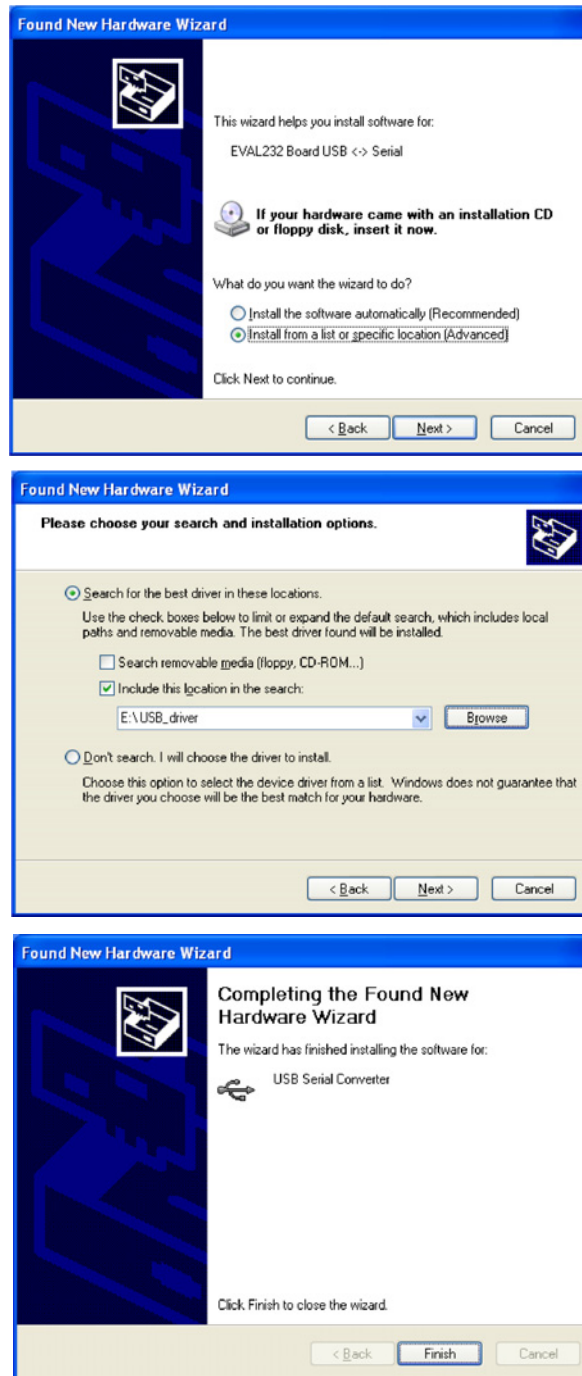 Found New Hardware Wizard
This wizard helps you install software for:
EVAL232 Board USB <-> Serial
If your hardware came with an installation CD
or floppy disk, insert it now.
What do you want the wizard to do?
Install the software automatically (Recommended)
Install from a list or specific location (Advanced)
Click Next to continue.
< Back Next > Cancel
Found New Hardware Wizard
Please choose your search and installation options.
Search for the best driver in these locations.
Use the check boxes below to limit or expand the default search, which includes local
paths and removable media. The best driver found will be installed.
Search removable media (floppy, CD-ROM...)
Include this location in the search:
E:\USB_driver Browse
Don't search. I will choose the driver to install.
Choose this option to select the device driver from a list. Windows does not guarantee that
the driver you choose will be the best match for your hardware.
< Back Next > Cancel
Found New Hardware Wizard
Completing the Found New
Hardware Wizard
The wizard has finished installing the software for:
USB Serial Converter
Click Finish to close the wizard.
< Back Finish Cancel